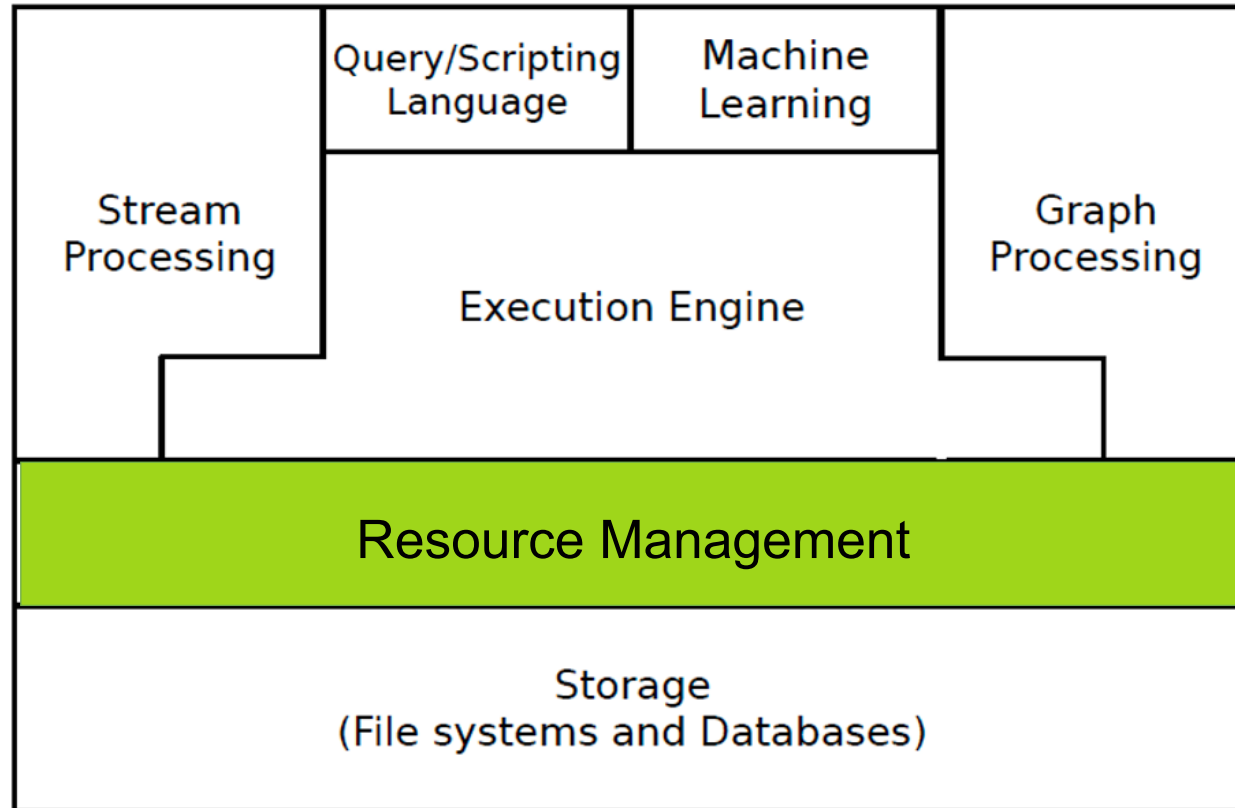 Query/Scripting
Language
Machine
Learning
Stream
Processing
Execution Engine
Graph
Processing
Resource Management
Storage
(File systems and Databases)